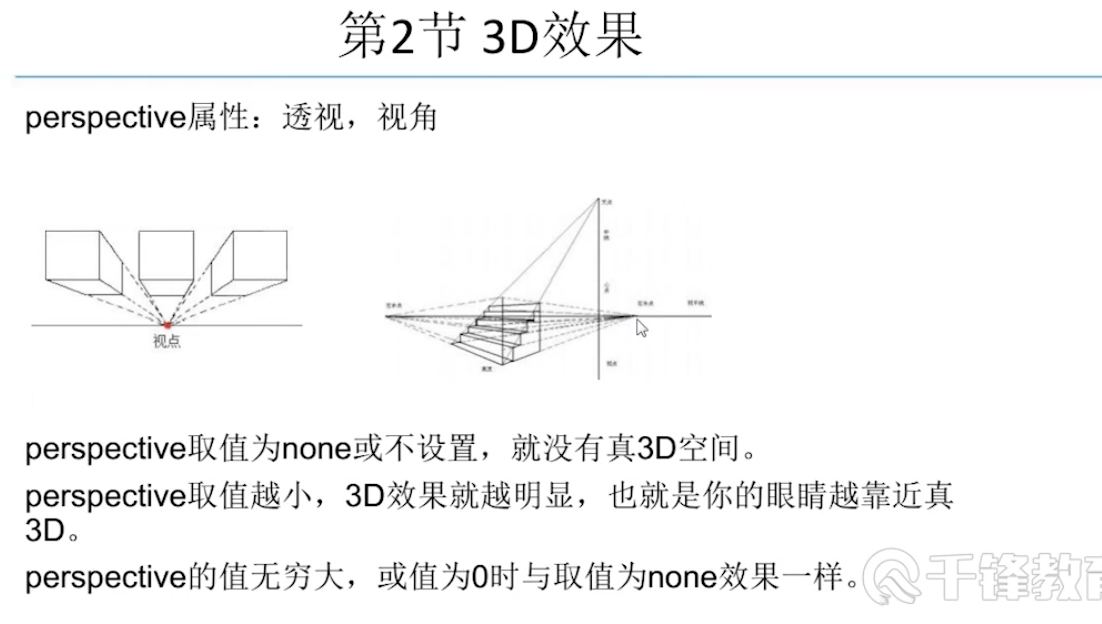 第2节 3D效果
perspective属性：透视，视角
视点
perspective取值为none或不设置，就没有真3D空间。
perspective取值越小，3D效果就越明显，也就是你的眼睛越靠近真
3D。
perspective的值无穷大，或值为0时与取值为none效果一样。
千锋教育